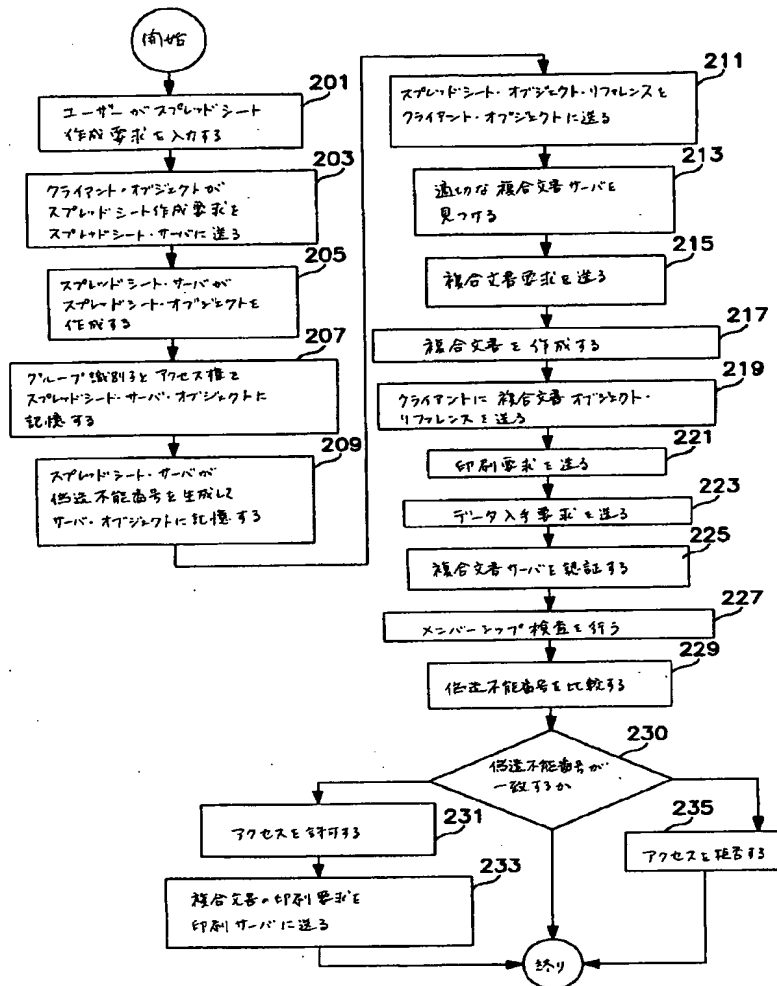 開始
201
ユーザーがスプレッドシート
作成要求を入力する
203
クライアント・オブジェクトが
スプレッドシート作成要求を
スプレッドシート・サーバに送る
205
スプレッドシート・サーバが
スプレッドシート・オブジェクトを
作成する
207
グループ識別子とアクセス権を
スプレッドシード・サーバ・オブジェクトに
記憶する
209
スプレッドシート・サーバが
偽造不能番号を生成して
サーバ・オブジェクトに記憶する
211
スプレッドシート・オブジェクト・リファレンスを
クライアント・オブジェクトに送る
213
適切な複合文書サーバを
見つける
215
複合文書要求を送る
217
複合文書を作成する
219
クライアントに複合文書オブジェクト・
リファレンスを送る
221
印刷要求を送る
223
データ入手要求を送る
225
複合文書サーバを認証する
227
メンバーシップ検査を行う
229
偽造不能番号を比較する
230
偽造不能番号が
一致するか
231
アクセスを許可する
233
複合文書の印刷要求を
印刷サーバに送る
235
アクセスを拒否する
終り